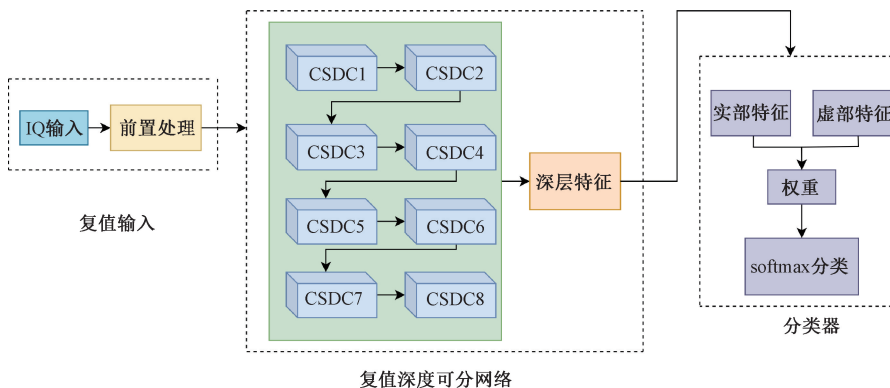 IQ输入
前置处理
复值输入
CSDC1
CSDC2
CSDC3
CSDC4
CSDC5
CSDC6
CSDC7
CSDC8
深层特征
复值深度可分网络
实部特征
虚部特征
权重
softmax分类
分类器